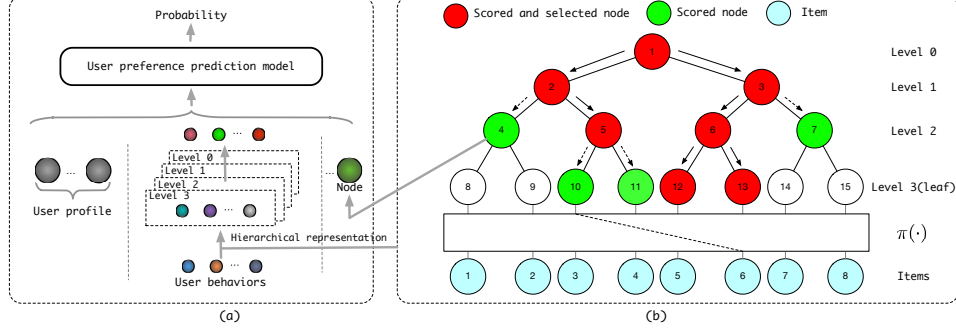 Probability
User preference prediction model
...
Level 0
Level 1
Level 2
Level 3
...
...
...
Node
User profile
...
Hierarchical representation
...
User behaviors
(a)
Scored and selected node
Scored node
Item
1
Level 0
2
3
Level 1
4
5
6
7
Level 2
8
9
10
11
12
13
14
15
Level 3(leaf)
π(·)
1
2
3
4
5
6
7
8
Items
(b)